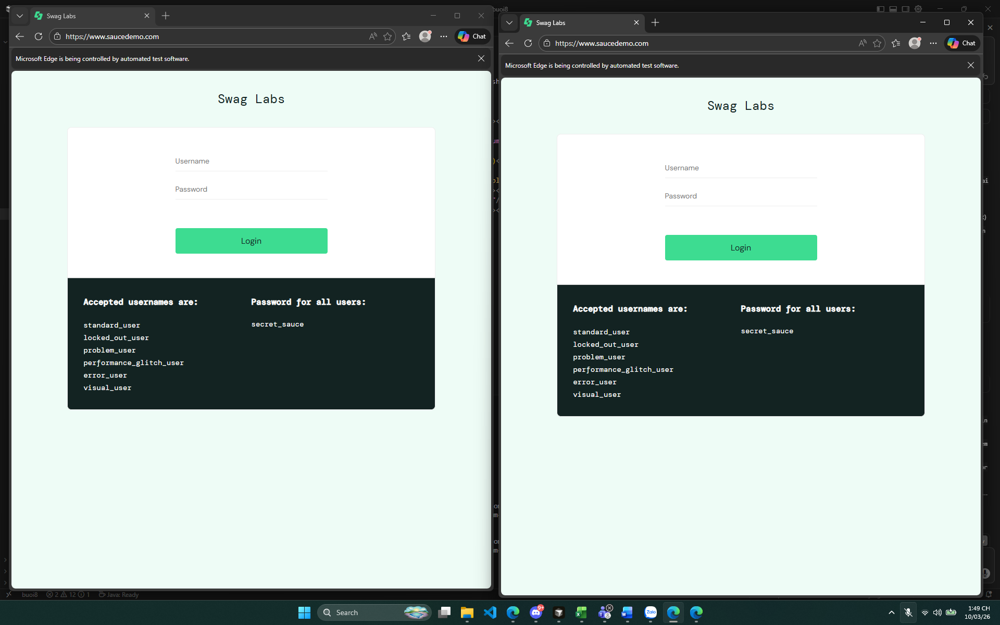 Swag Labs
https://www.saucedemo.com
Chat
Microsoft Edge is being controlled by automated test software.
Swag Labs
Username
Password
Login
Accepted usernames are:
standard_user
locked_out_user
problem_user
performance_glitch_user
error_user
visual_user
Password for all users:
secret_sauce
buoi8
Swag Labs
https://www.saucedemo.com
Chat
Microsoft Edge is being controlled by automated test software.
Swag Labs
Username
Password
Login
Accepted usernames are:
standard_user
locked_out_user
problem_user
performance_glitch_user
error_user
visual_user
Password for all users:
secret_sauce
buoi8
2
12
1
Java: Ready
Search
9+
Zalo
1:49 CH
10/03/26